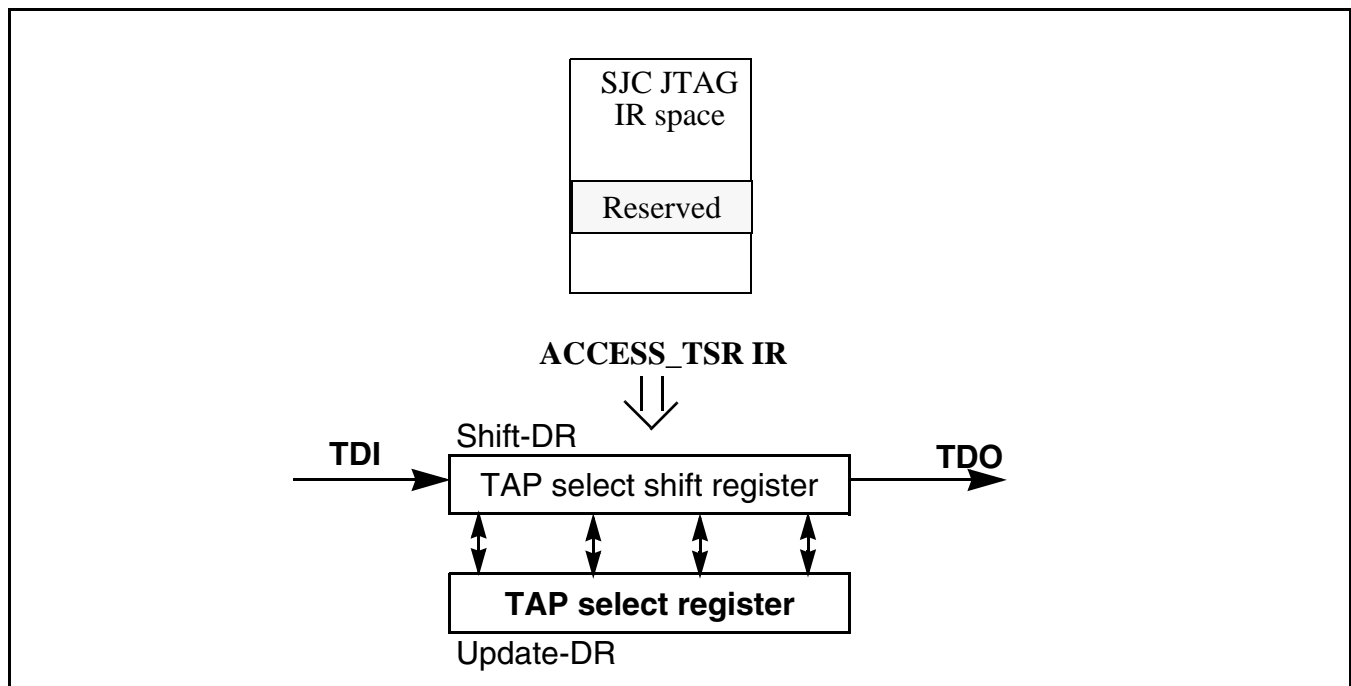 SJC JTAG
IR space
Reserved
ACCESS_TSR IR
Shift-DR
TDI
TDO
TAP select shift register
TAP select register
Update-DR